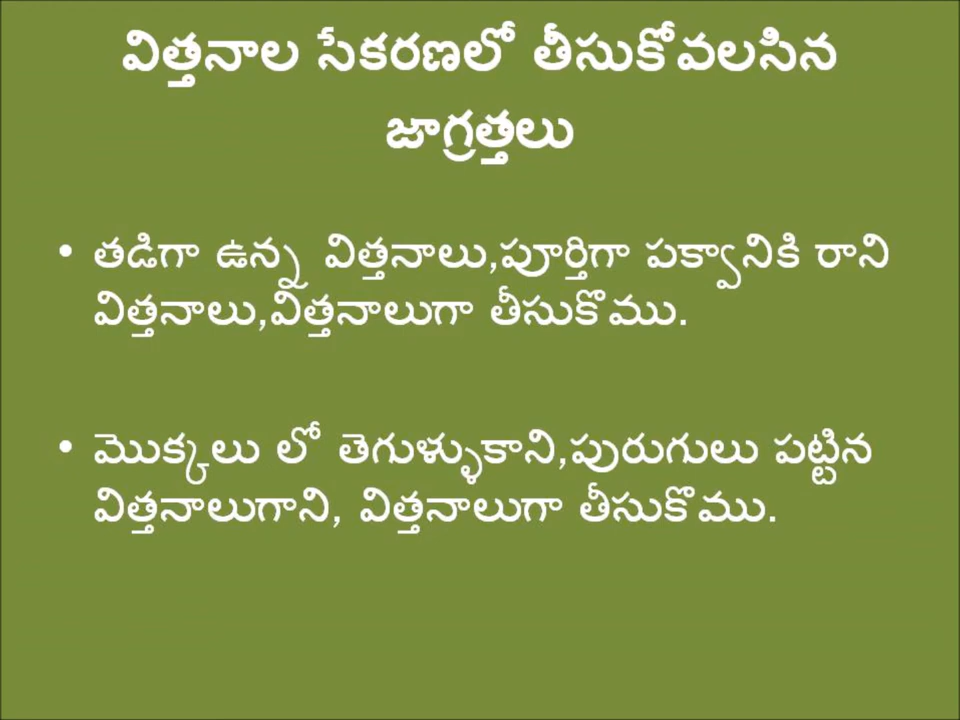 విత్తనాల సేకరణలో తీసుకోవలసిన
జాగ్రత్తలు
• తడిగా ఉన్న విత్తనాలు,పూర్తిగా పక్వానికి రాని
విత్తనాలు,విత్తనాలుగా తీసుకొము.
• మొక్కలు లో తెగుళ్ళుకాని,పురుగులు పట్టిన
విత్తనాలుగాని, విత్తనాలుగా తీసుకొము.